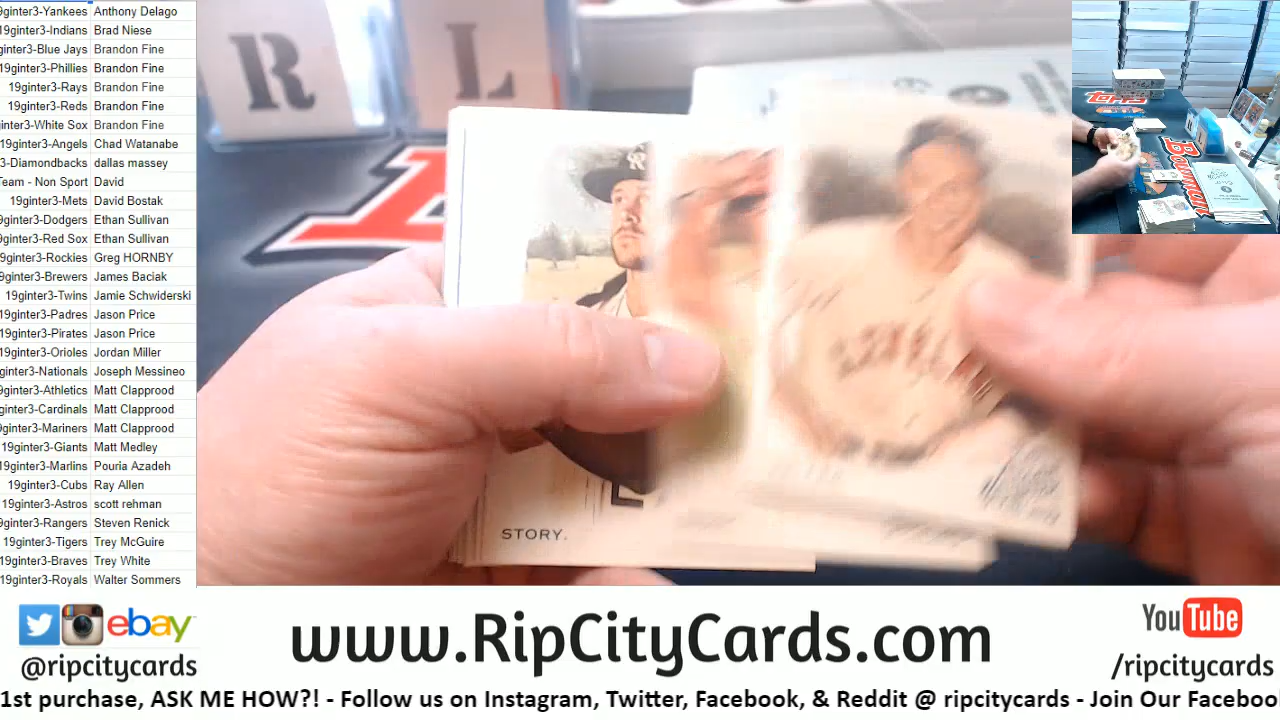 9ginter3-Yankees Anthony Delago
19ginter3-Indians Brad Niese
ginter3-Blue Jays Brandon Fine
19ginter3-Phillies Brandon Fine
19ginter3-Rays Brandon Fine
19ginter3-Reds Brandon Fine
ginter3-White Sox Brandon Fine
19ginter3-Angels Chad Watanabe
3-Diamondbacks dallas massey
Team - Non Sport David
19ginter3-Mets David Bostak
9ginter3-Dodgers Ethan Sullivan
9ginter3-Red Sox Ethan Sullivan
9ginter3-Rockies Greg HORNBY
9ginter3-Brewers James Baciak
19ginter3-Twins Jamie Schwiderski
19ginter3-Padres Jason Price
19ginter3-Pirates Jason Price
19ginter3-Orioles Jordan Miller
ginter3-Nationals Joseph Messineo
9ginter3-Athletics Matt Clapprood
ginter3-Cardinals Matt Clapprood
ginter3-Mariners Matt Clapprood
19ginter3-Giants Matt Medley
9ginter3-Marlins Pouria Azadeh
19ginter3-Cubs Ray Allen
19ginter3-Astros scott rehman
9ginter3-Rangers Steven Renick
19ginter3-Tigers Trey McGuire
19ginter3-Braves Trey White
19ginter3-Royals Walter Sommers
R L
STORY.
Topps
BOWMAN
ebay
@ripcitycards
www.RipCityCards.com
YouTube
/ripcitycards
1st purchase, ASK ME HOW?! - Follow us on Instagram, Twitter, Facebook, & Reddit @ ripcitycards - Join Our Faceboo